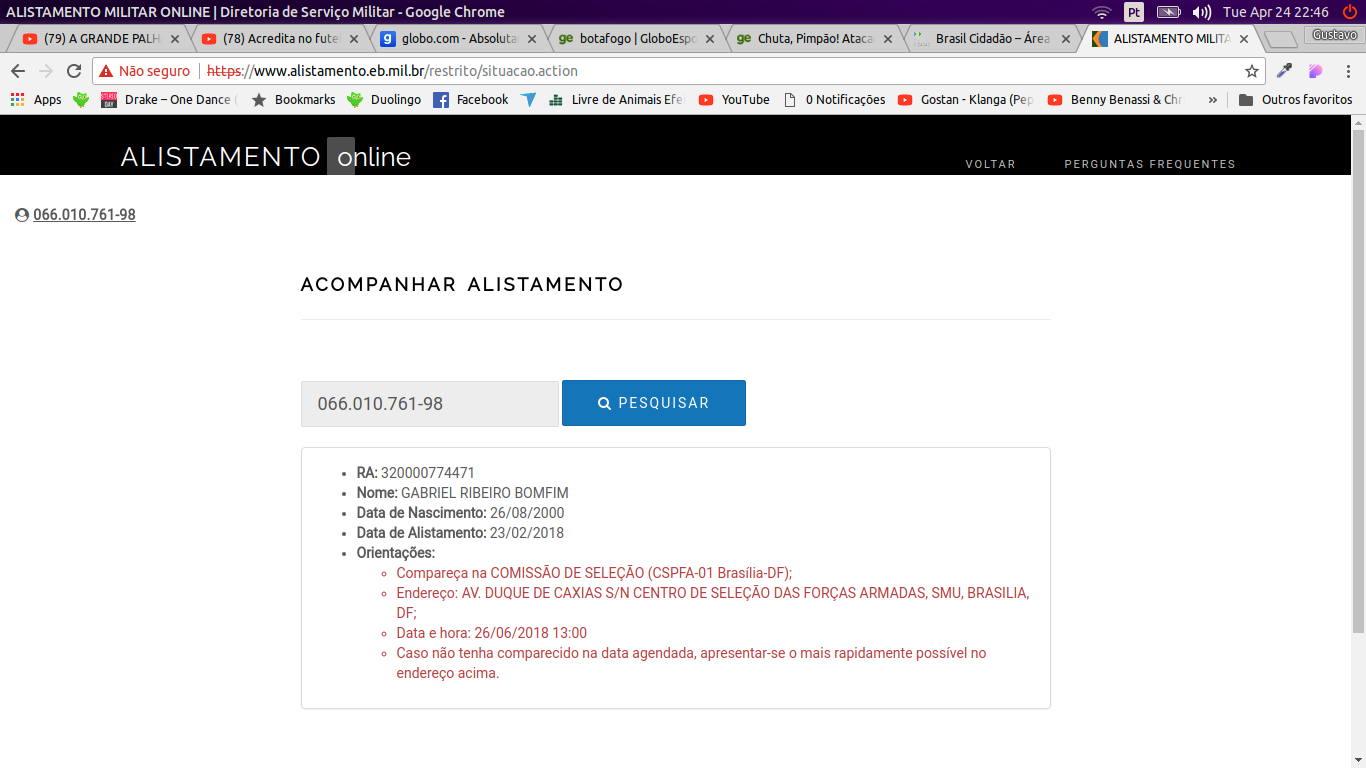 ALISTAMENTO MILITAR ONLINE | Diretoria de Serviço Militar - Google Chrome
Pt
Tue Apr 24 22:46
(79) A GRANDE PALH
(78) Acredita no fute
globo.com - Absoluta
botafogo | GloboEspo
Chuta, Pimpão! Ataca
Brasil Cidadão – Área
ALISTAMENTO MILITA
Gustavo
Não seguro
https://www.alistamento.eb.mil.br/restrito/situacao.action
Apps
Drake – One Dance (
Bookmarks
Duolingo
Facebook
Livre de Animais Efe
YouTube
0 Notificações
Gostan - Klanga (Pep
Benny Benassi & Chr
»
Outros favoritos
ALISTAMENTO online
VOLTAR
PERGUNTAS FREQUENTES
066.010.761-98
ACOMPANHAR ALISTAMENTO
066.010.761-98
PESQUISAR
RA: 320000774471
Nome: GABRIEL RIBEIRO BOMFIM
Data de Nascimento: 26/08/2000
Data de Alistamento: 23/02/2018
Orientações:
Compareça na COMISSÃO DE SELEÇÃO (CSPFA-01 Brasília-DF);
Endereço: AV. DUQUE DE CAXIAS S/N CENTRO DE SELEÇÃO DAS FORÇAS ARMADAS, SMU, BRASILIA,
DF;
Data e hora: 26/06/2018 13:00
Caso não tenha comparecido na data agendada, apresentar-se o mais rapidamente possível no
endereço acima.